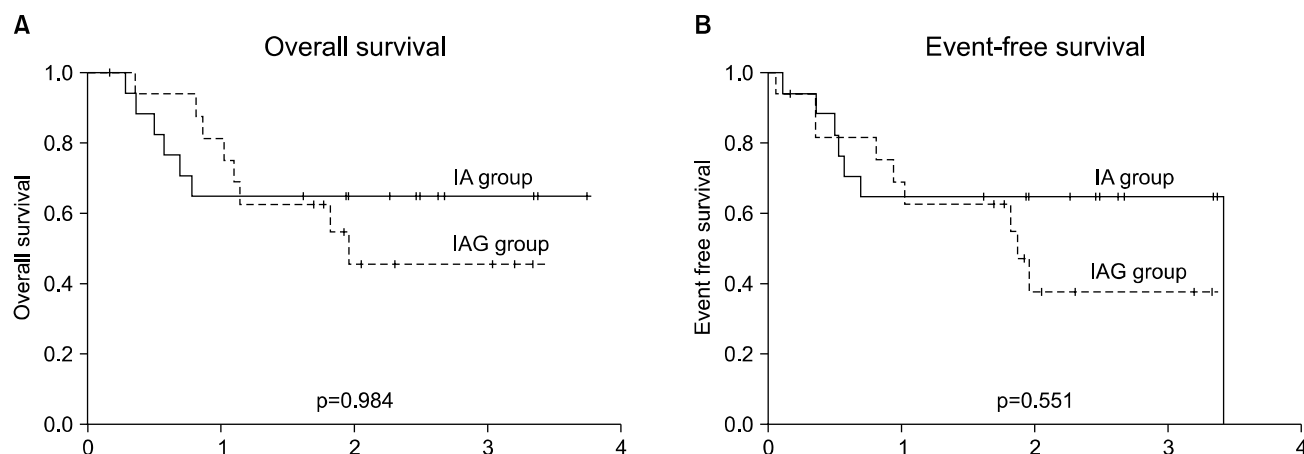 A
Overall survival
1.0
0.8
0.6
0.4
0.2
0.0
Overall survival
IA group
IAG group
p=0.984
0 1 2 3 4
B
Event-free survival
1.0
0.8
0.6
0.4
0.2
0.0
Event free survival
IA group
IAG group
p=0.551
0 1 2 3 4